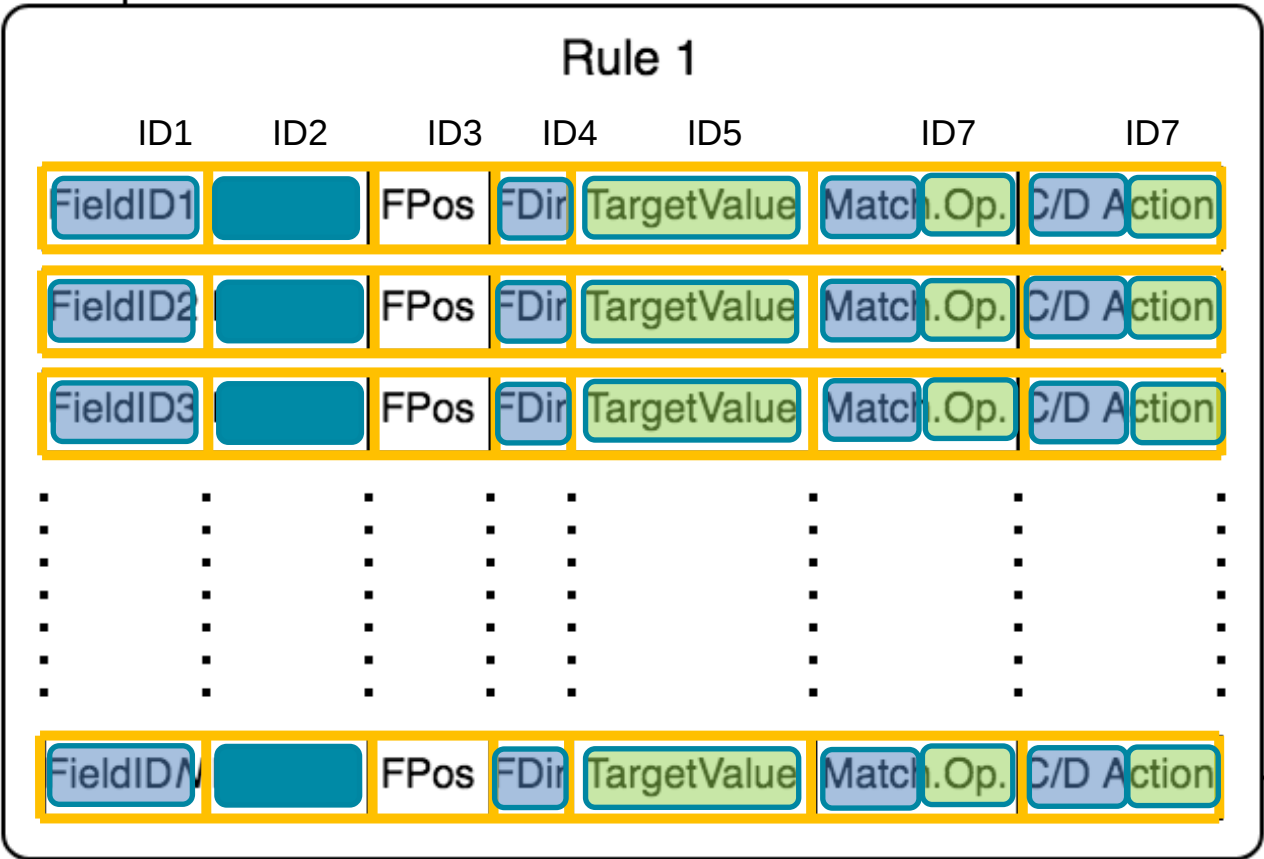 Rule 1
ID1 ID2 ID3 ID4 ID5 ID7 ID7
FieldID1 FPos FDir TargetValue Match.Op. C/D Action
FieldID2 FPos FDir TargetValue Match.Op. C/D Action
FieldID3 FPos FDir TargetValue Match.Op. C/D Action
FieldIDN FPos FDir TargetValue Match.Op. C/D Action